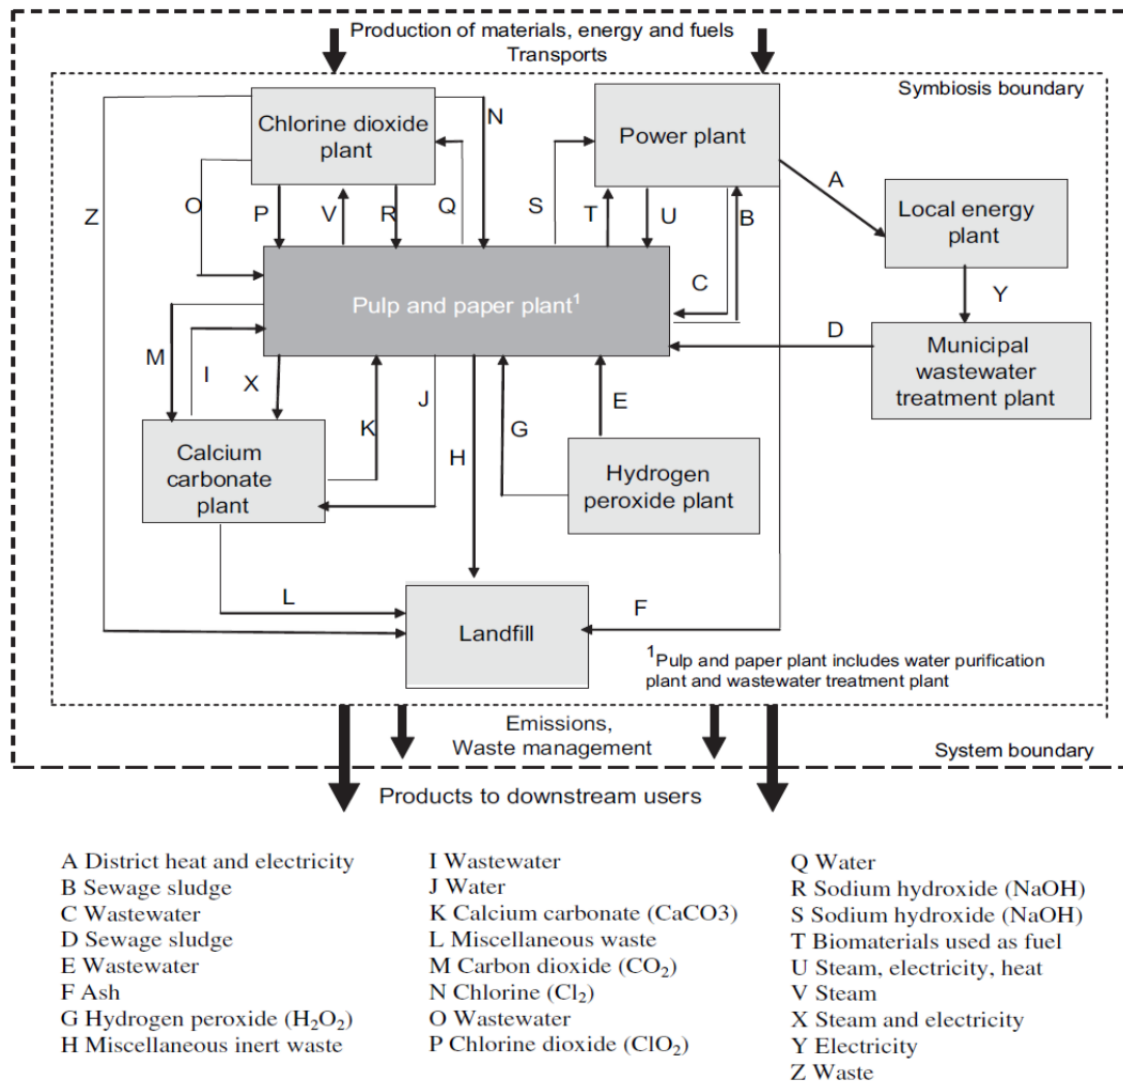 Production of materials, energy and fuels
Transports
Symbiosis boundary
Chlorine dioxide
plant
N
Power plant
A
Local energy
plant
Z
O
P
V
R
Q
S
T
U
B
C
Y
Pulp and paper plant1
D
Municipal
wastewater
treatment plant
M
I
X
K
J
H
G
E
Calcium
carbonate
plant
Hydrogen
peroxide plant
L
F
Landfill
1Pulp and paper plant includes water purification
plant and wastewater treatment plant
Emissions,
Waste management
System boundary
Products to downstream users
A District heat and electricity
B Sewage sludge
C Wastewater
D Sewage sludge
E Wastewater
F Ash
G Hydrogen peroxide (H2O2)
H Miscellaneous inert waste
I Wastewater
J Water
K Calcium carbonate (CaCO3)
L Miscellaneous waste
M Carbon dioxide (CO2)
N Chlorine (Cl2)
O Wastewater
P Chlorine dioxide (ClO2)
Q Water
R Sodium hydroxide (NaOH)
S Sodium hydroxide (NaOH)
T Biomaterials used as fuel
U Steam, electricity, heat
V Steam
X Steam and electricity
Y Electricity
Z Waste